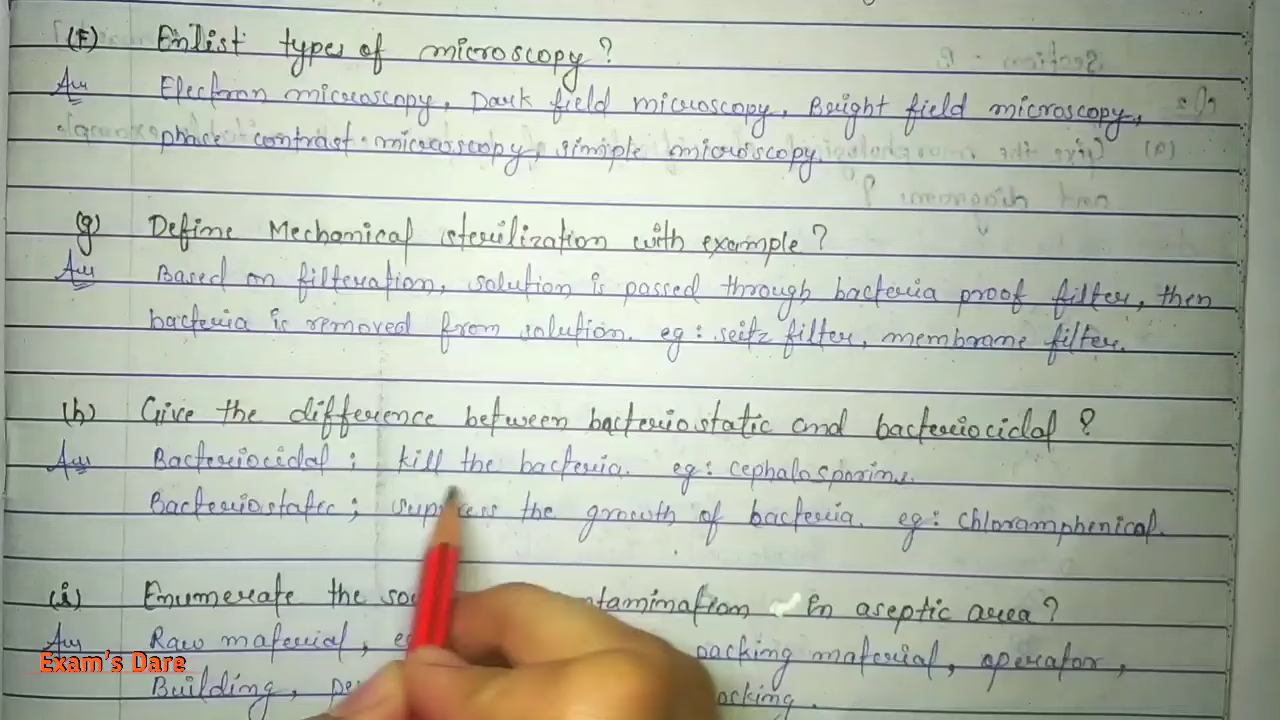 (F) Enlist types of microscopy?
Ans Electron microscopy, Dark field microscopy, Bright field microscopy,
phase contrast microscopy, simple microscopy.
(g) Define Mechanical sterilization with example?
Ans Based on filteration, solution is passed through bacteria proof filter, then
bacteria is removed from solution. eg: seitz filter, membrane filter.
(h) Give the difference between bacteriostatic and bacteriocidal?
Ans Bacteriocidal: kill the bacteria. eg: cephalosporins.
Bacteriostatic; suppress the growth of bacteria. eg: chloramphenical.
(i) Enumerate the in aseptic area?
Ans Raw material, packing material, operator,
Exam's Dare
Building,